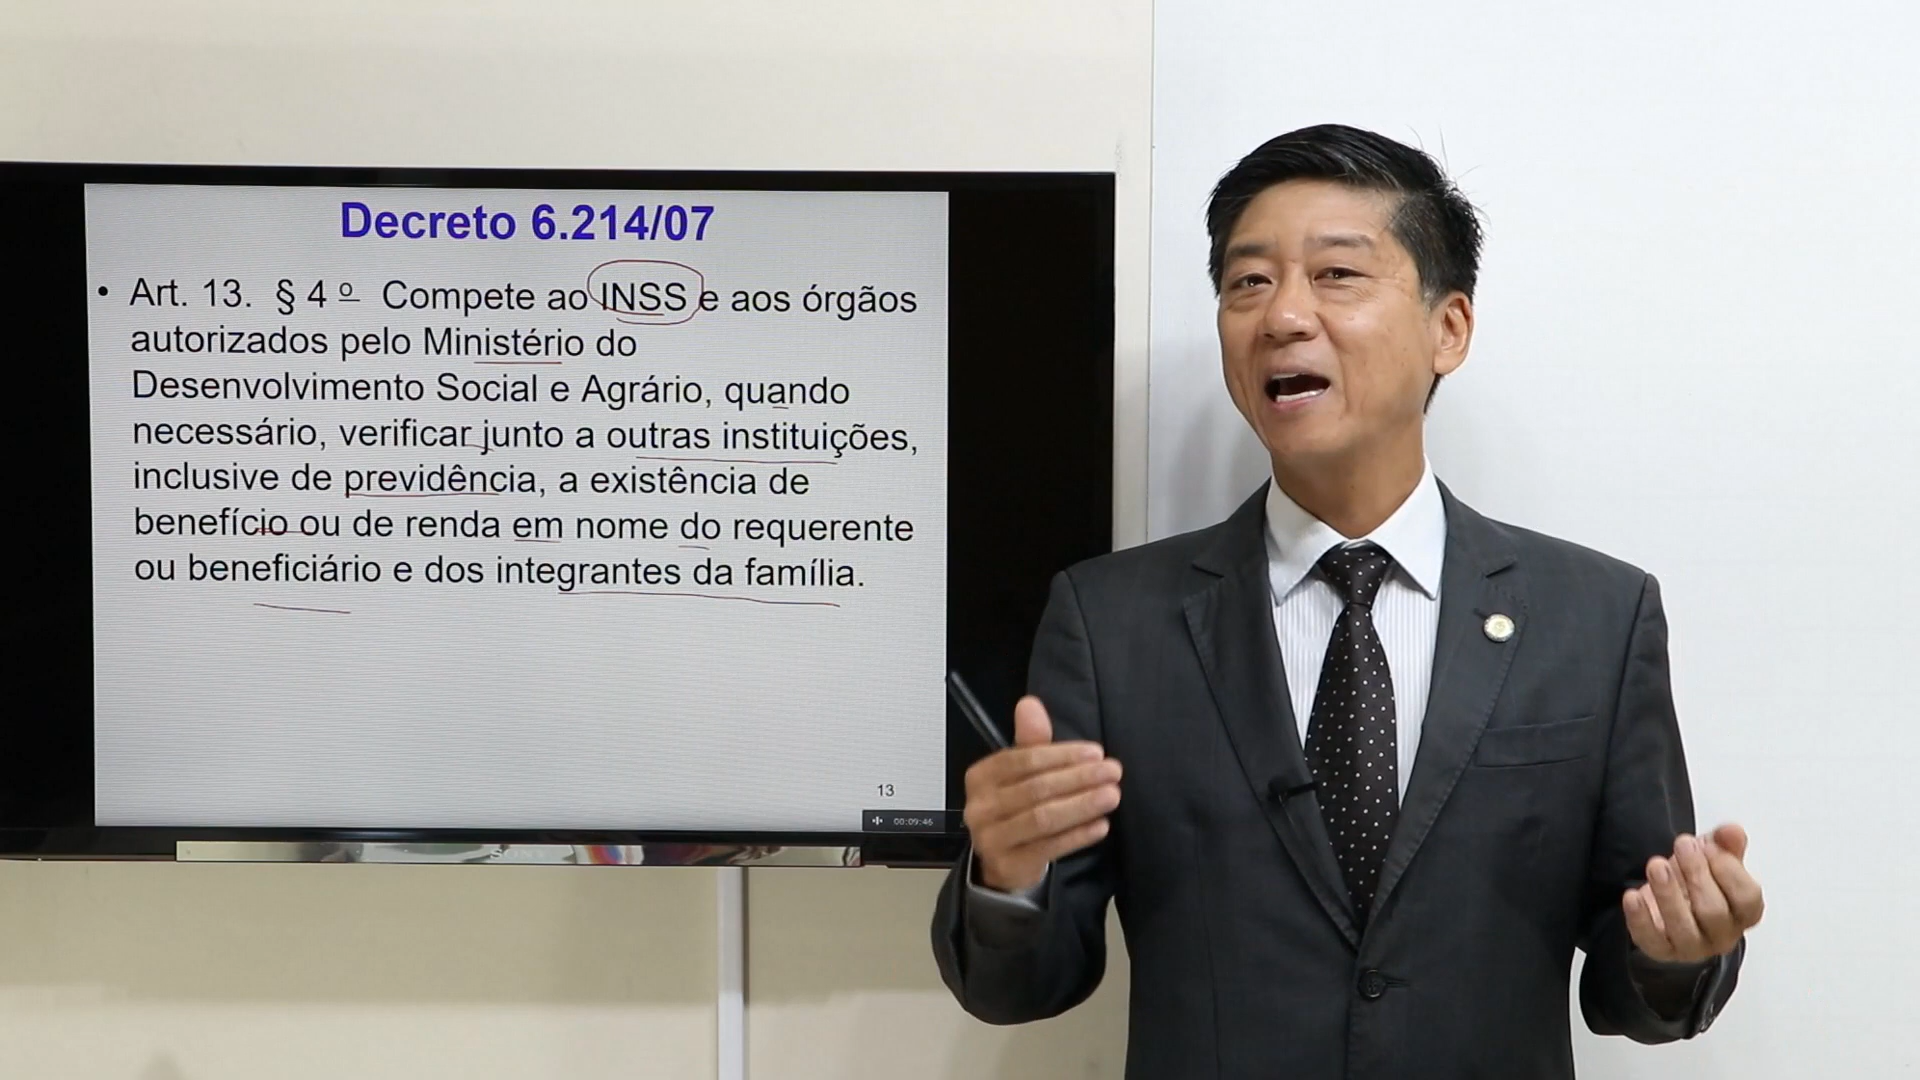 Decreto 6.214/07
• Art. 13. § 4 º Compete ao INSS e aos órgãos
autorizados pelo Ministério do
Desenvolvimento Social e Agrário, quando
necessário, verificar junto a outras instituições,
inclusive de previdência, a existência de
benefício ou de renda em nome do requerente
ou beneficiário e dos integrantes da família.
13
00:09:46
SONY